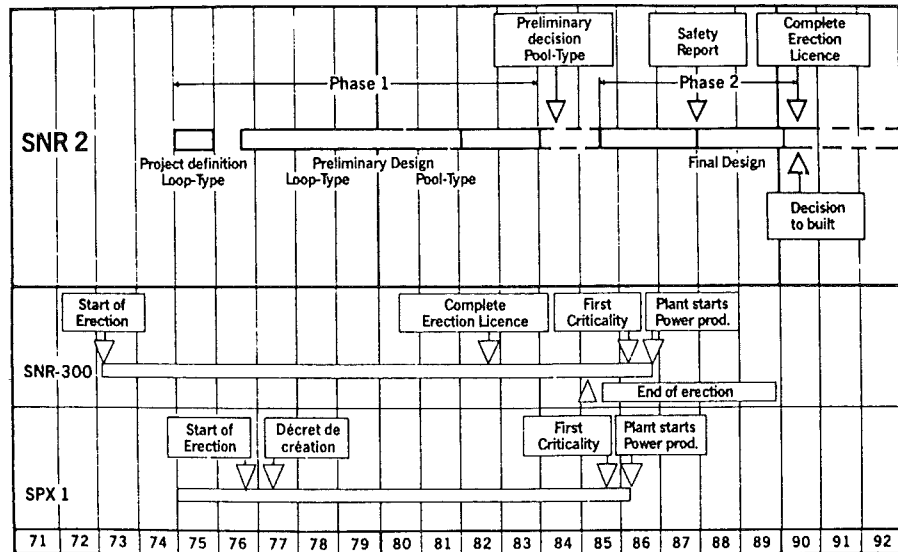 Preliminary
decision
Pool-Type
Safety
Report
Complete
Erection
Licence
Phase 1
Phase 2
SNR 2
Project definition
Loop-Type
Preliminary Design
Loop-Type
Pool-Type
Final Design
Decision
to built
Start of
Erection
Complete
Erection Licence
First
Criticality
Plant starts
Power prod.
SNR-300
End of erection
Start of
Erection
Décret de
création
First
Criticality
Plant starts
Power prod.
SPX 1
71 72 73 74 75 76 77 78 79 80 81 82 83 84 85 86 87 88 89 90 91 92